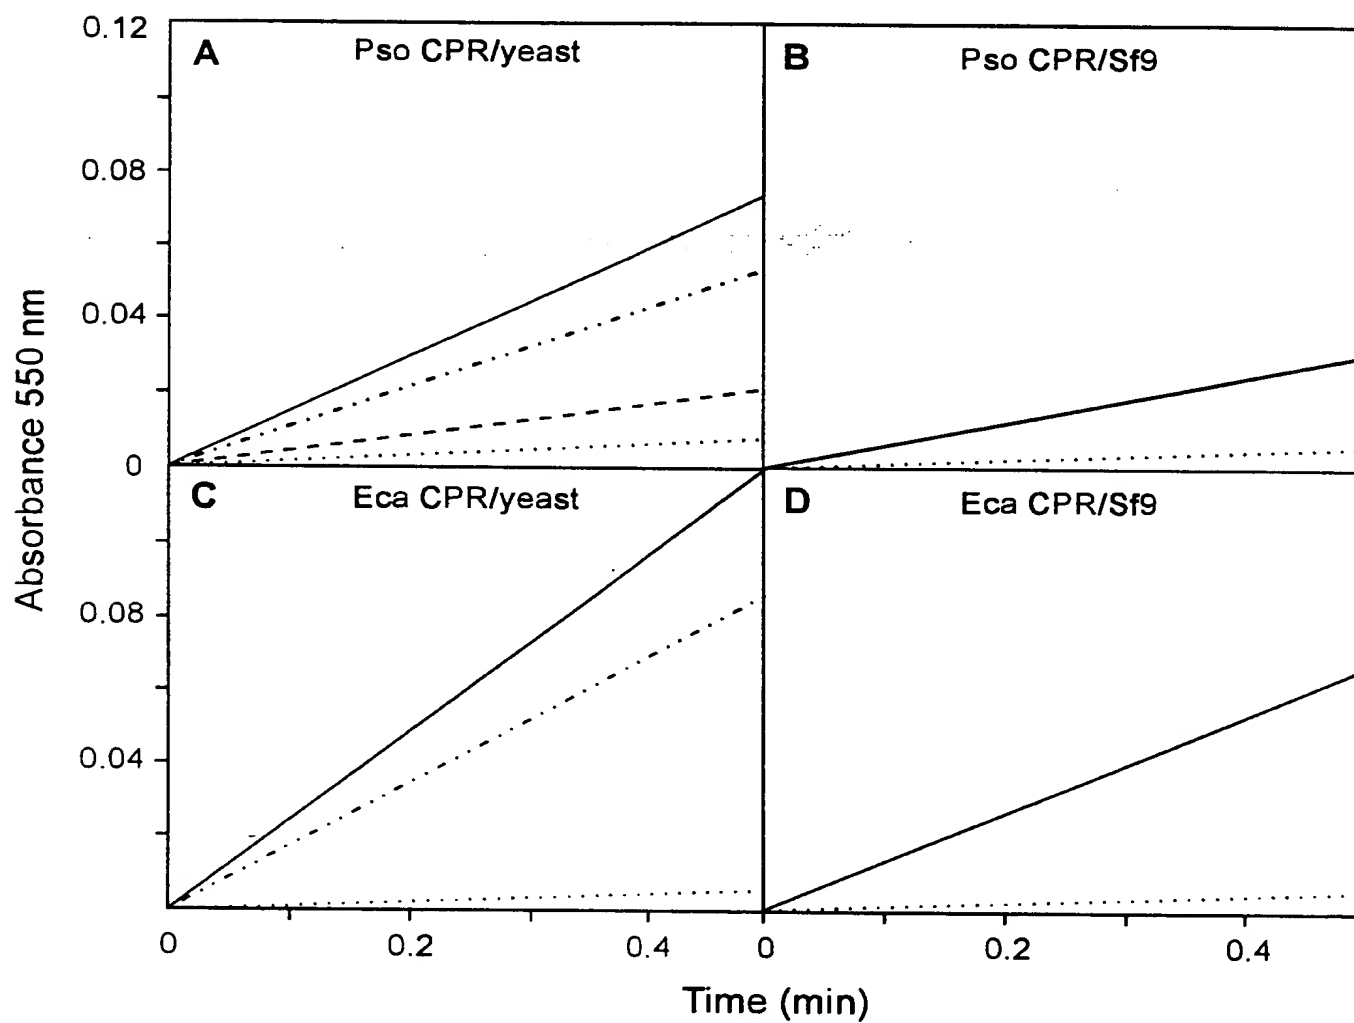 0.12
A
Pso CPR/yeast
B
Pso CPR/Sf9
0.08
0.04
0
Absorbance 550 nm
C
Eca CPR/yeast
D
Eca CPR/Sf9
0.08
0.04
0
0.2
0.4
0
0.2
0.4
Time (min)